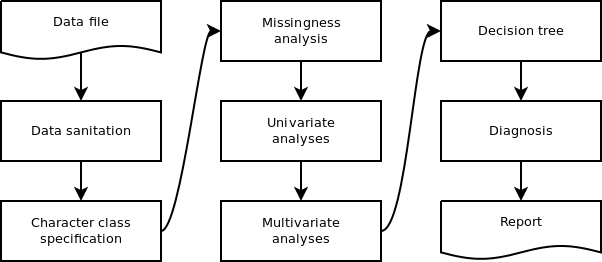 Data file
Data sanitation
Character class
specification
Missingness
analysis
Univariate
analyses
Multivariate
analyses
Decision tree
Diagnosis
Report